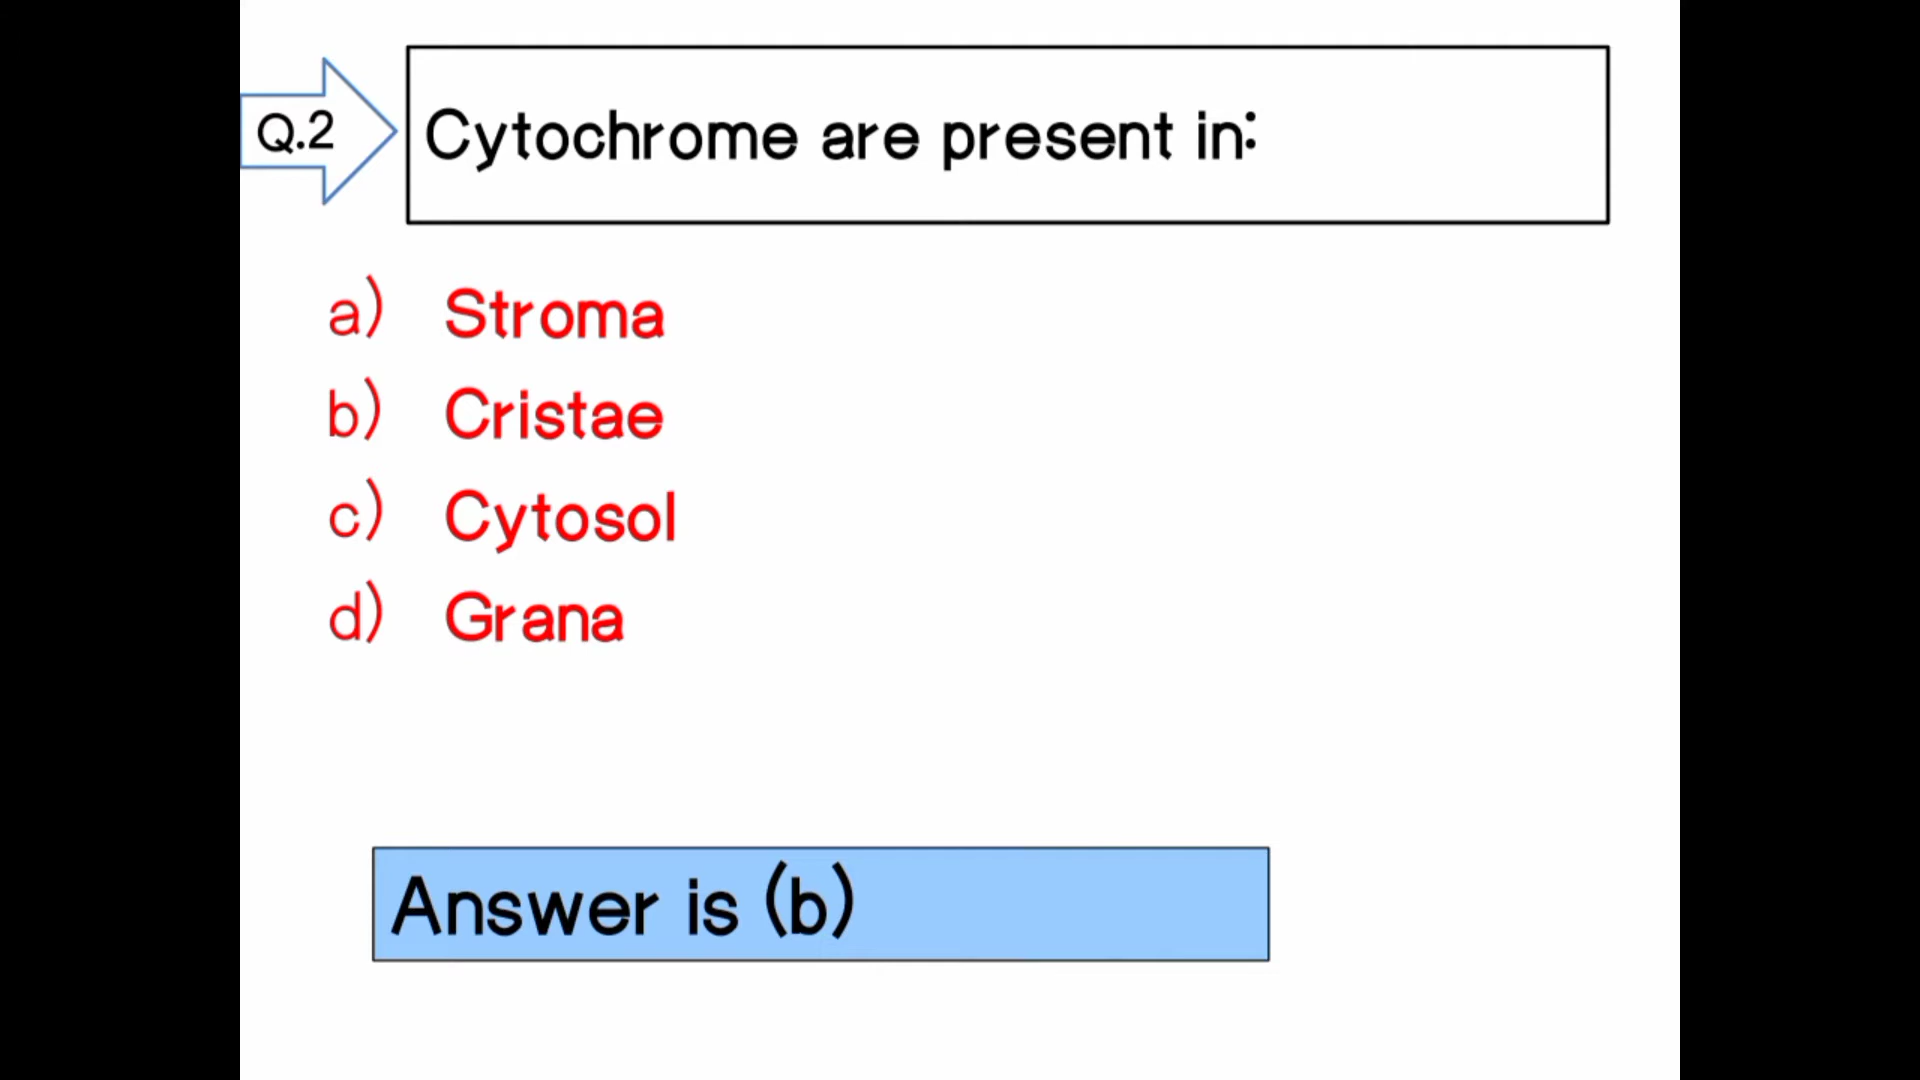 Q.2
Cytochrome are present in:
a) Stroma
b) Cristae
c) Cytosol
d) Grana
Answer is (b)